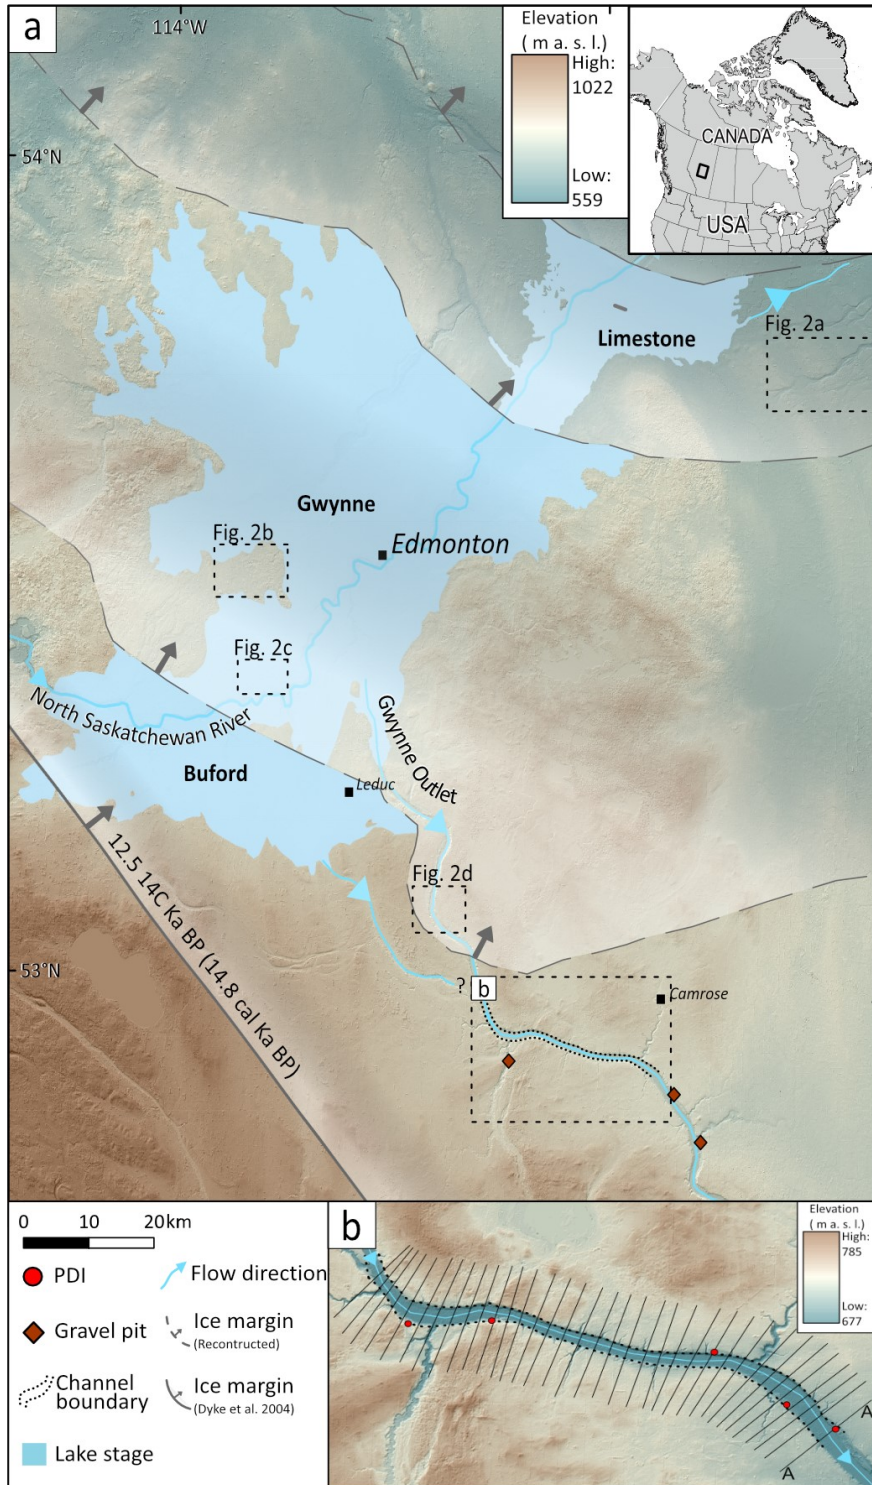 a
114°W
Elevation
( m a. s. l.)
High:
1022
Low:
559
CANADA
USA
54°N
Limestone
Fig. 2a
Gwynne
Fig. 2b
Edmonton
Fig. 2c
North Saskatchewan River
Gwynne Outlet
Buford
Leduc
12.5 14C Ka BP (14.8 cal Ka BP)
Fig. 2d
53°N
?
b
Camrose
0 10 20km
PDI
Flow direction
Gravel pit
Ice margin
(Recontructed)
Channel
boundary
Ice margin
(Dyke et al. 2004)
Lake stage
b
Elevation
( m a. s. l.)
High:
785
Low:
677
A
A